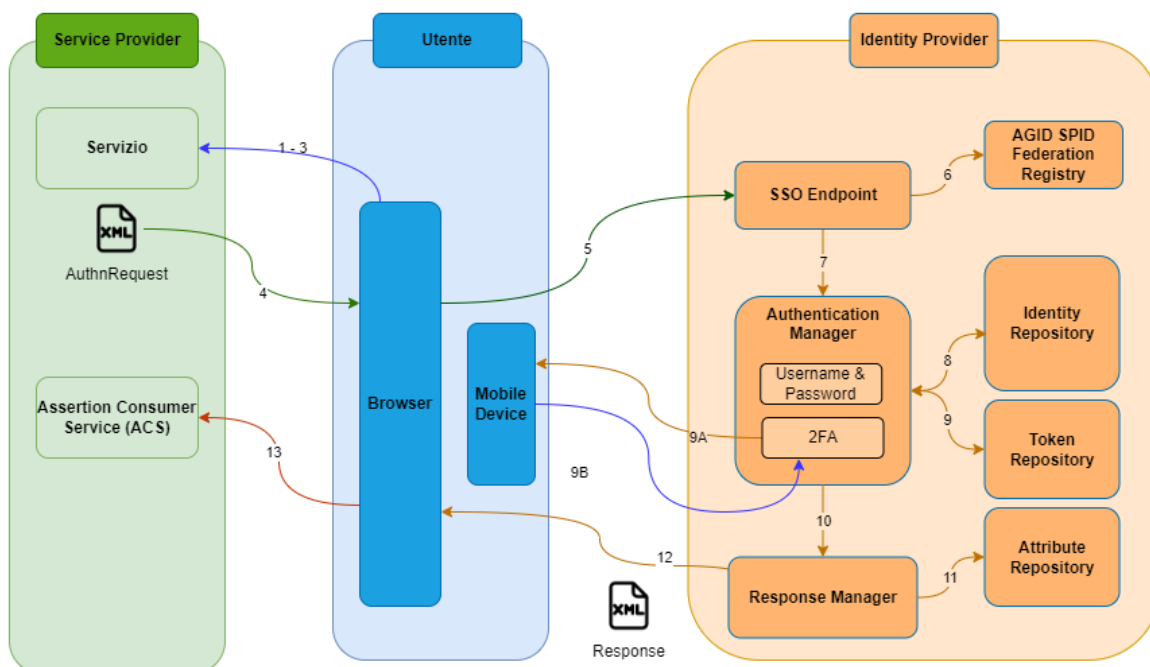 Service Provider
Utente
Identity Provider
Servizio
1 - 3
AGID SPID
Federation
Registry
6
SSO Endpoint
XML
AuthnRequest
4
5
7
Authentication
Manager
Identity
Repository
8
Username &
Password
Mobile
Device
Browser
Assertion Consumer
Service (ACS)
13
9A
2FA
9
Token
Repository
9B
10
12
Response Manager
11
Attribute
Repository
XML
Response